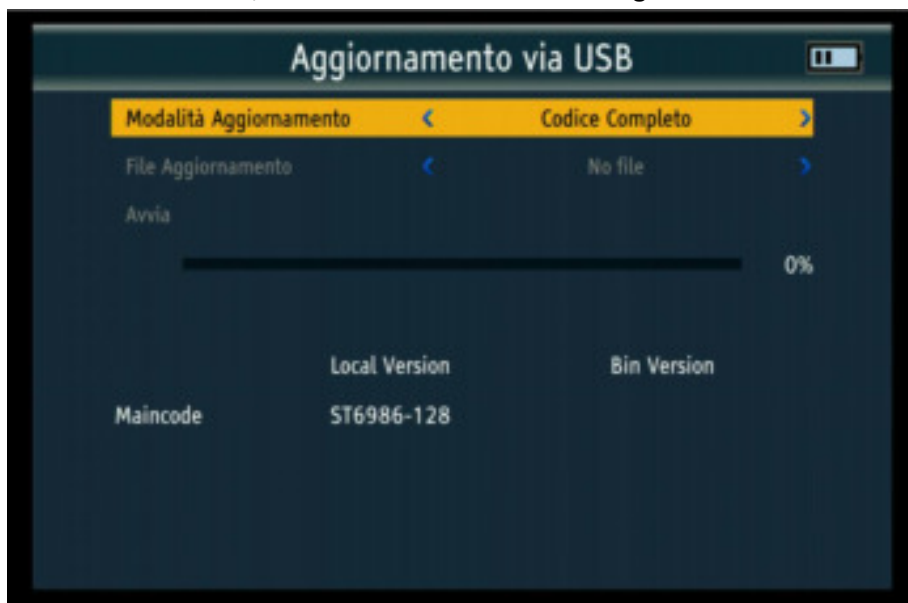 Aggiornamento via USB
Modalità Aggiornamento Codice Completo
File Aggiornamento No file
Avvia
0%
Local Version Bin Version
Maincode ST6986-128